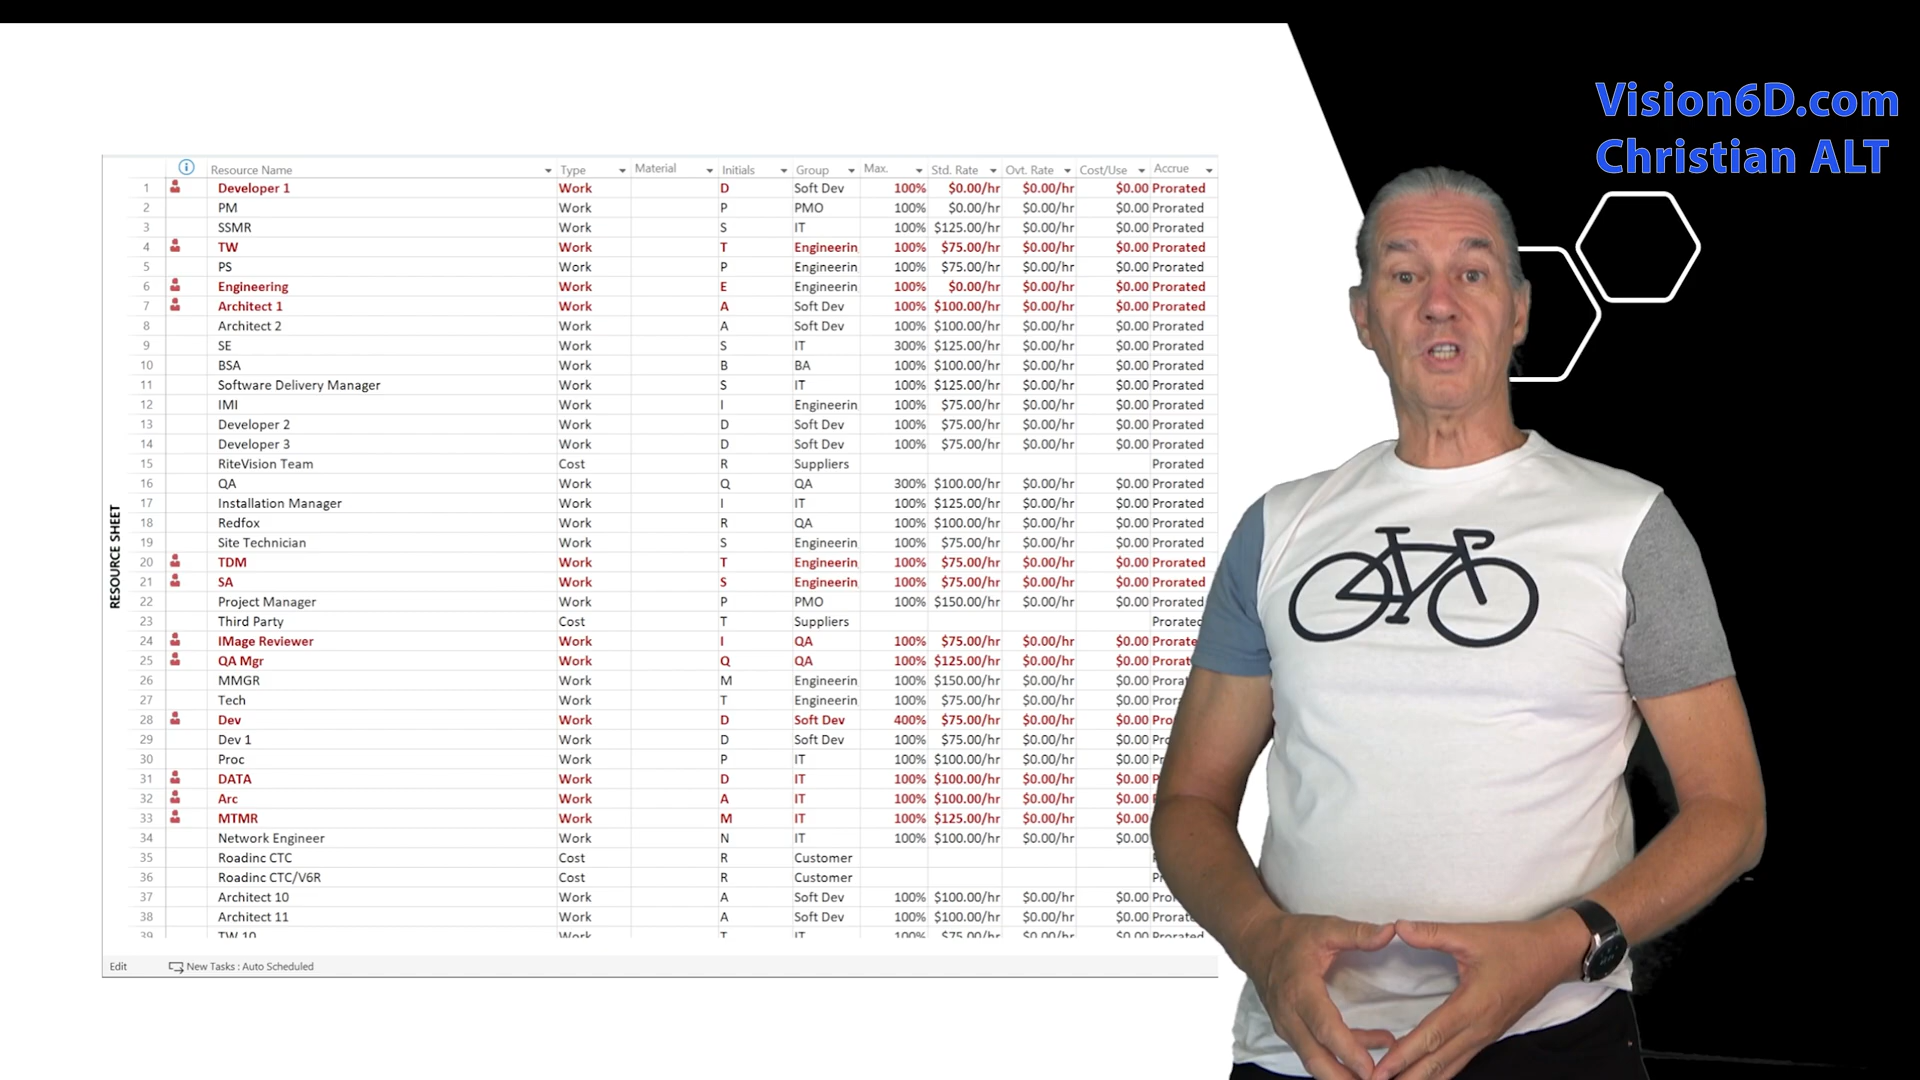 Vision6D.com
Christian ALT
Resource Name Type Material Initials Group Max. Std. Rate Ovt. Rate Cost/Use Accrue
1 Developer 1 Work D Soft Dev 100% $0.00/hr $0.00/hr $0.00 Prorated
2 PM Work P PMO 100% $0.00/hr $0.00/hr $0.00 Prorated
3 SSMR Work S IT 100% $125.00/hr $0.00/hr $0.00 Prorated
4 TW Work T Engineerin 100% $75.00/hr $0.00/hr $0.00 Prorated
5 PS Work P Engineerin 100% $75.00/hr $0.00/hr $0.00 Prorated
6 Engineering Work E Engineerin 100% $0.00/hr $0.00/hr $0.00 Prorated
7 Architect 1 Work A Soft Dev 100% $100.00/hr $0.00/hr $0.00 Prorated
8 Architect 2 Work A Soft Dev 100% $100.00/hr $0.00/hr $0.00 Prorated
9 SE Work S IT 300% $125.00/hr $0.00/hr $0.00 Prorated
10 BSA Work B BA 100% $100.00/hr $0.00/hr $0.00 Prorated
11 Software Delivery Manager Work S IT 100% $125.00/hr $0.00/hr $0.00 Prorated
12 IMI Work I Engineerin 100% $75.00/hr $0.00/hr $0.00 Prorated
13 Developer 2 Work D Soft Dev 100% $75.00/hr $0.00/hr $0.00 Prorated
14 Developer 3 Work D Soft Dev 100% $75.00/hr $0.00/hr $0.00 Prorated
15 RiteVision Team Cost R Suppliers Prorated
16 QA Work Q QA 300% $100.00/hr $0.00/hr $0.00 Prorated
17 Installation Manager Work I IT 100% $125.00/hr $0.00/hr $0.00 Prorated
18 Redfox Work R QA 100% $100.00/hr $0.00/hr $0.00 Prorated
19 Site Technician Work S Engineerin 100% $75.00/hr $0.00/hr $0.00 Prorated
20 TDM Work T Engineerin 100% $75.00/hr $0.00/hr $0.00 Prorated
21 SA Work S Engineerin 100% $75.00/hr $0.00/hr $0.00 Prorated
22 Project Manager Work P PMO 100% $150.00/hr $0.00/hr $0.00 Prorated
23 Third Party Cost T Suppliers Prorated
24 IMage Reviewer Work I QA 100% $75.00/hr $0.00/hr $0.00 Prorate
25 QA Mgr Work Q QA 100% $125.00/hr $0.00/hr $0.00 Prorat
26 MMGR Work M Engineerin 100% $150.00/hr $0.00/hr $0.00 Prorat
27 Tech Work T Engineerin 100% $75.00/hr $0.00/hr $0.00 Pror
28 Dev Work D Soft Dev 400% $75.00/hr $0.00/hr $0.00 Pro
29 Dev 1 Work D Soft Dev 100% $75.00/hr $0.00/hr $0.00 Pro
30 Proc Work P IT 100% $100.00/hr $0.00/hr $0.00 Pr
31 DATA Work D IT 100% $100.00/hr $0.00/hr $0.00 P
32 Arc Work A IT 100% $100.00/hr $0.00/hr $0.00
33 MTMR Work M IT 100% $125.00/hr $0.00/hr $0.00
34 Network Engineer Work N IT 100% $100.00/hr $0.00/hr $0.00
35 Roadinc CTC Cost R Customer
36 Roadinc CTC/V6R Cost R Customer Pr
37 Architect 10 Work A Soft Dev 100% $100.00/hr $0.00/hr $0.00 Pror
38 Architect 11 Work A Soft Dev 100% $100.00/hr $0.00/hr $0.00 Prorat
39 TW 10 Work T IT 100% $75.00/hr $0.00/hr $0.00 Prorated
RESOURCE SHEET
Edit New Tasks : Auto Scheduled